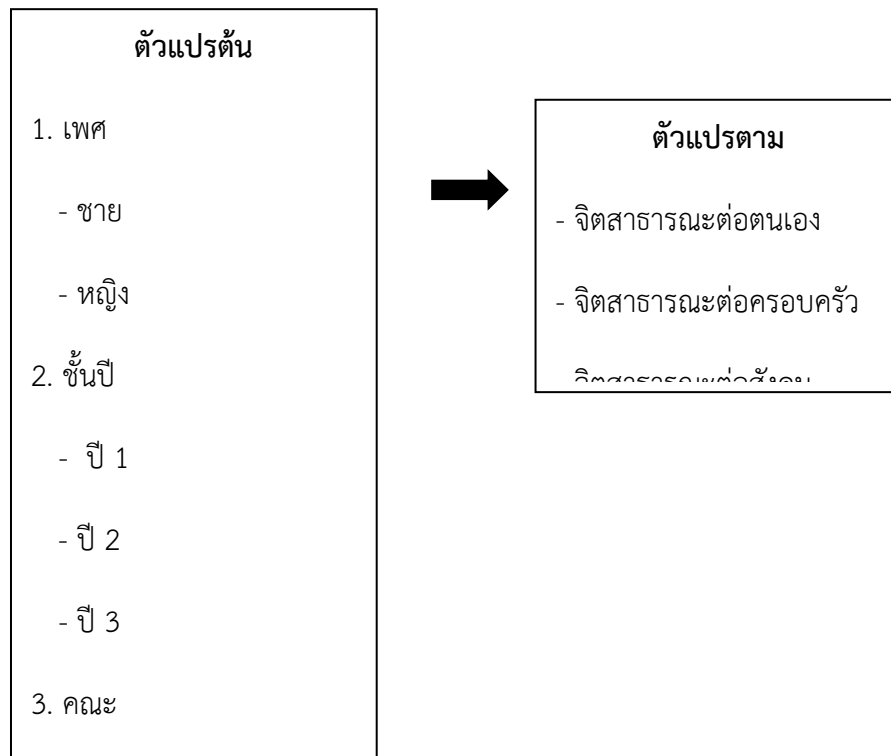 ตัวแปรต้น
1. เพศ
- ชาย
- หญิง
2. ชั้นปี
- ปี 1
- ปี 2
- ปี 3
3. คณะ
ตัวแปรตาม
- จิตสาธารณะต่อตนเอง
- จิตสาธารณะต่อครอบครัว